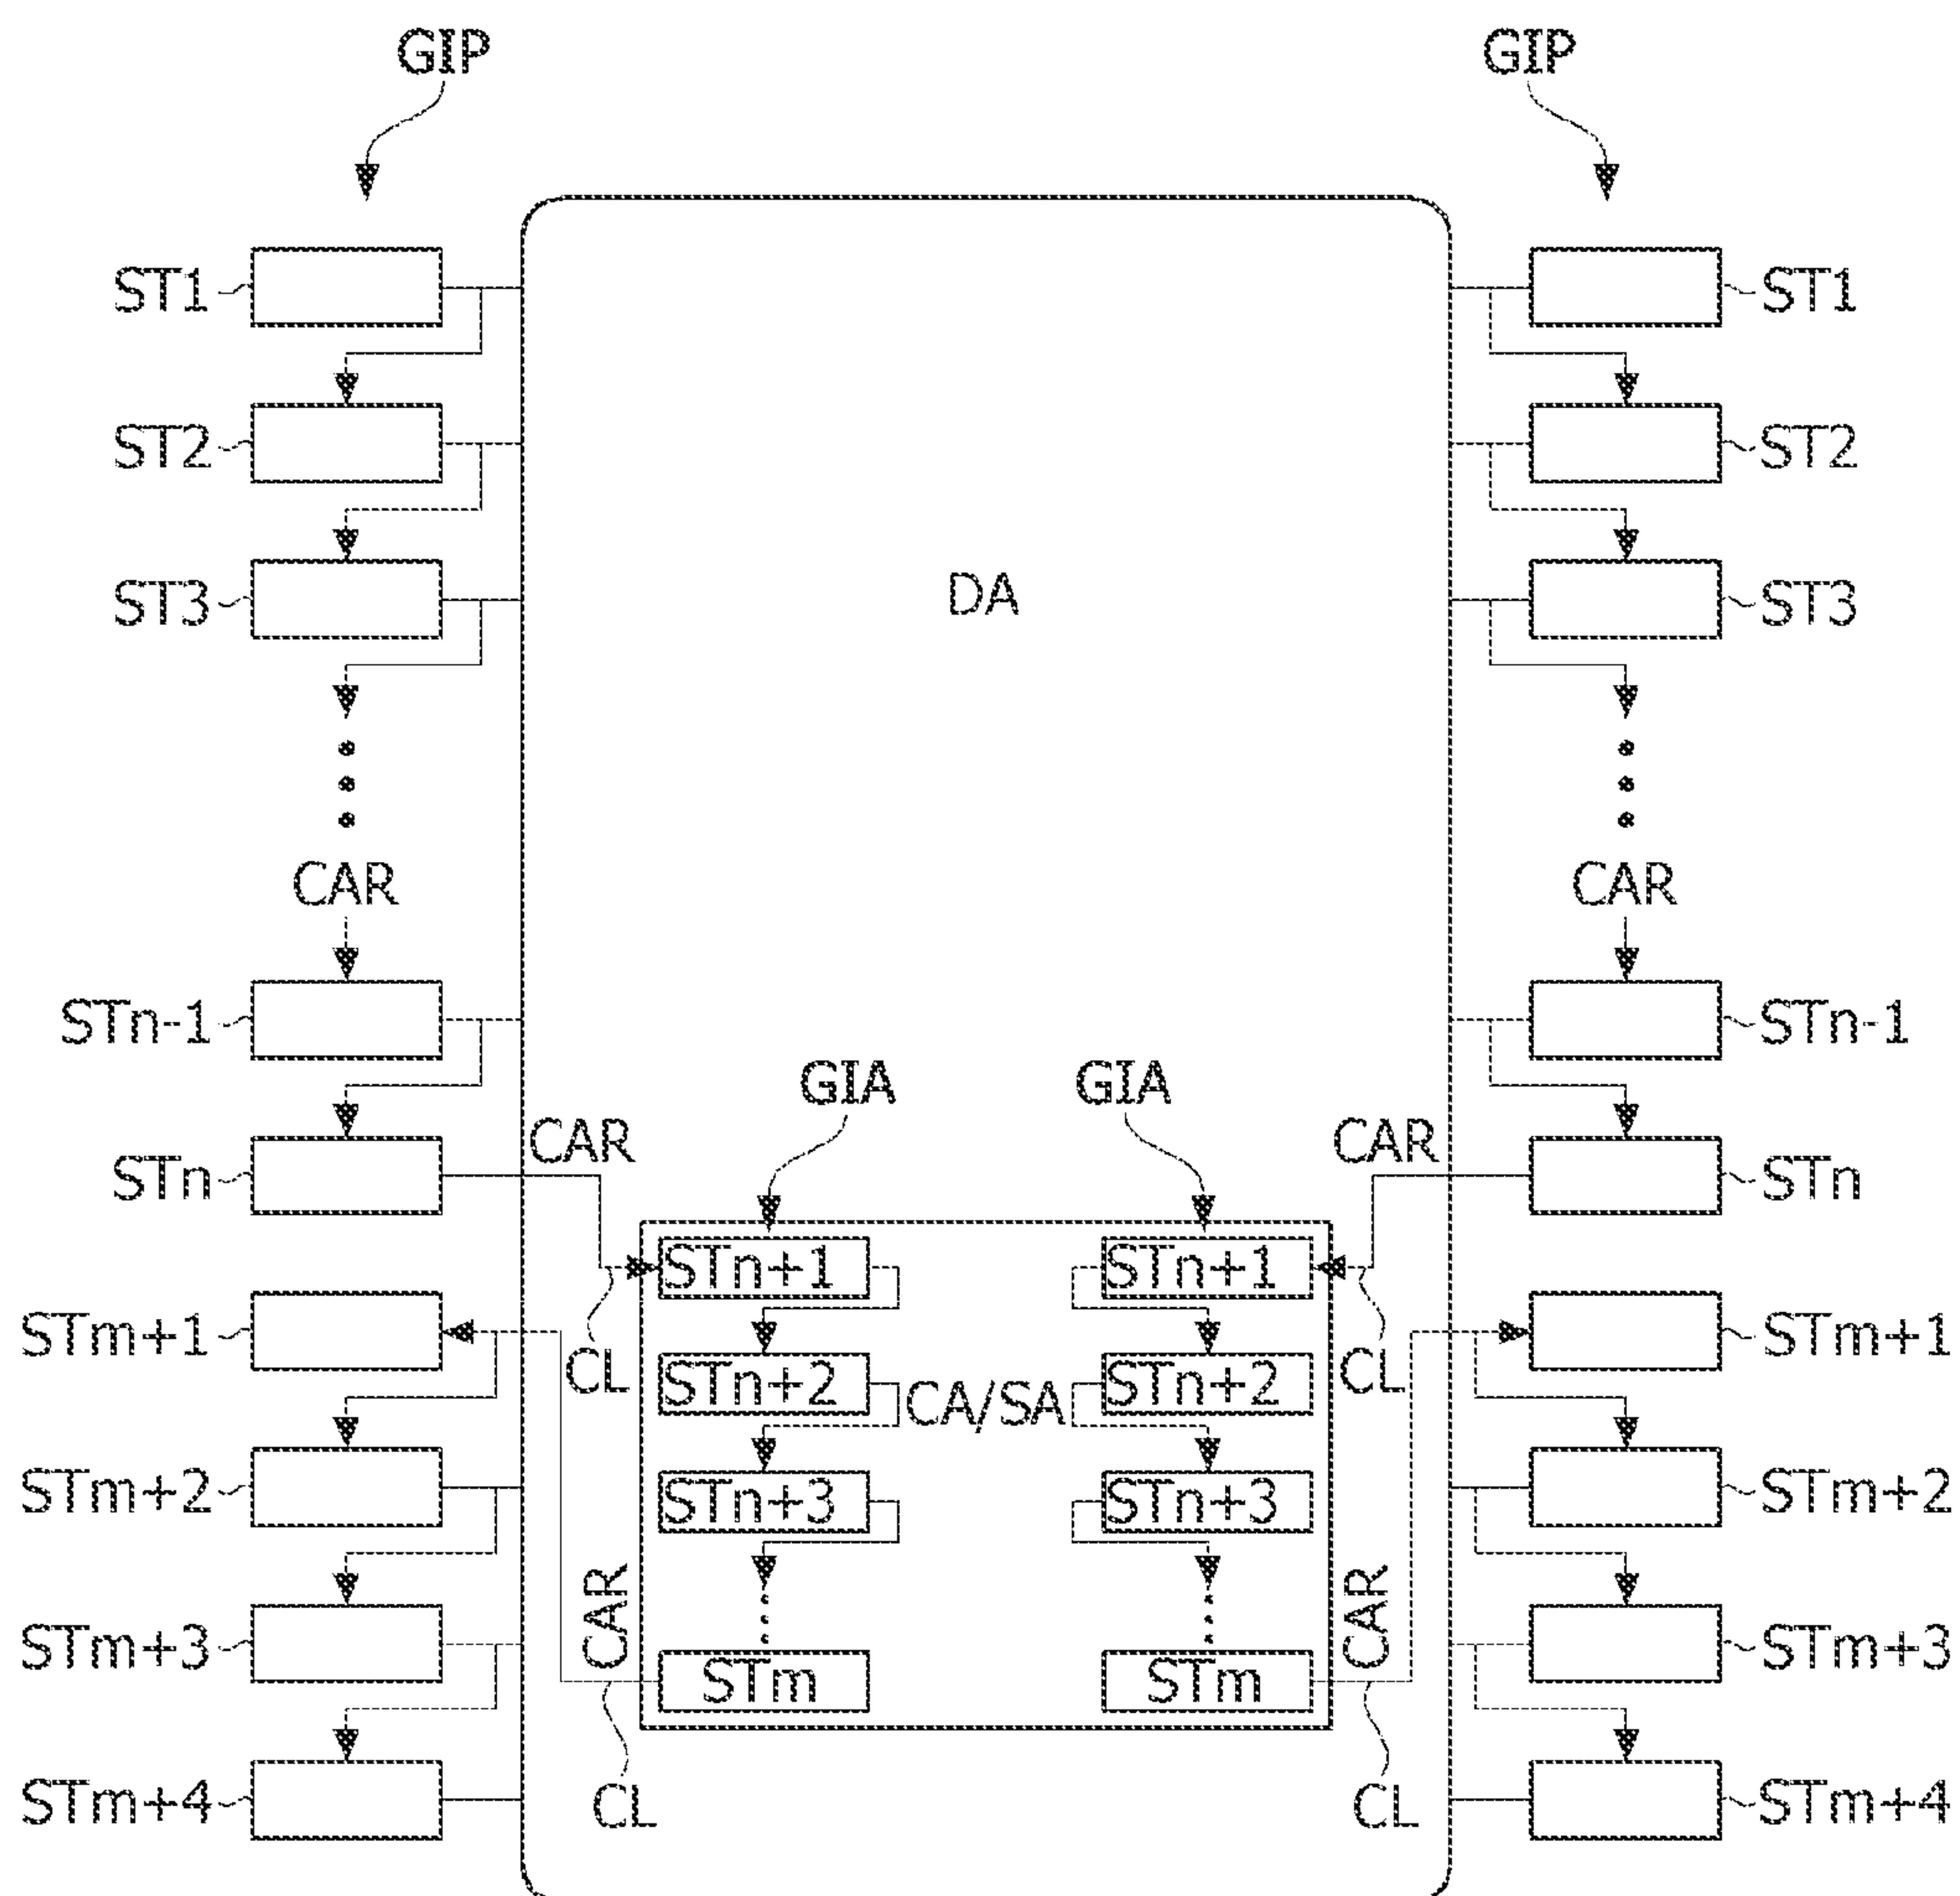 GIP GIP
ST1 ST1
ST2 ST2
ST3 DA ST3
CAR CAR
STn-1 STn-1
GIA GIA
STn CAR CAR STn
STn+1 STn+1
STm+1 CL CL STm+1
STn+2 CA/SA STn+2
STm+2 STn+3 STn+3 STm+2
STm+3 CAR CAR STm+3
STm STm
STm+4 CL CL STm+4